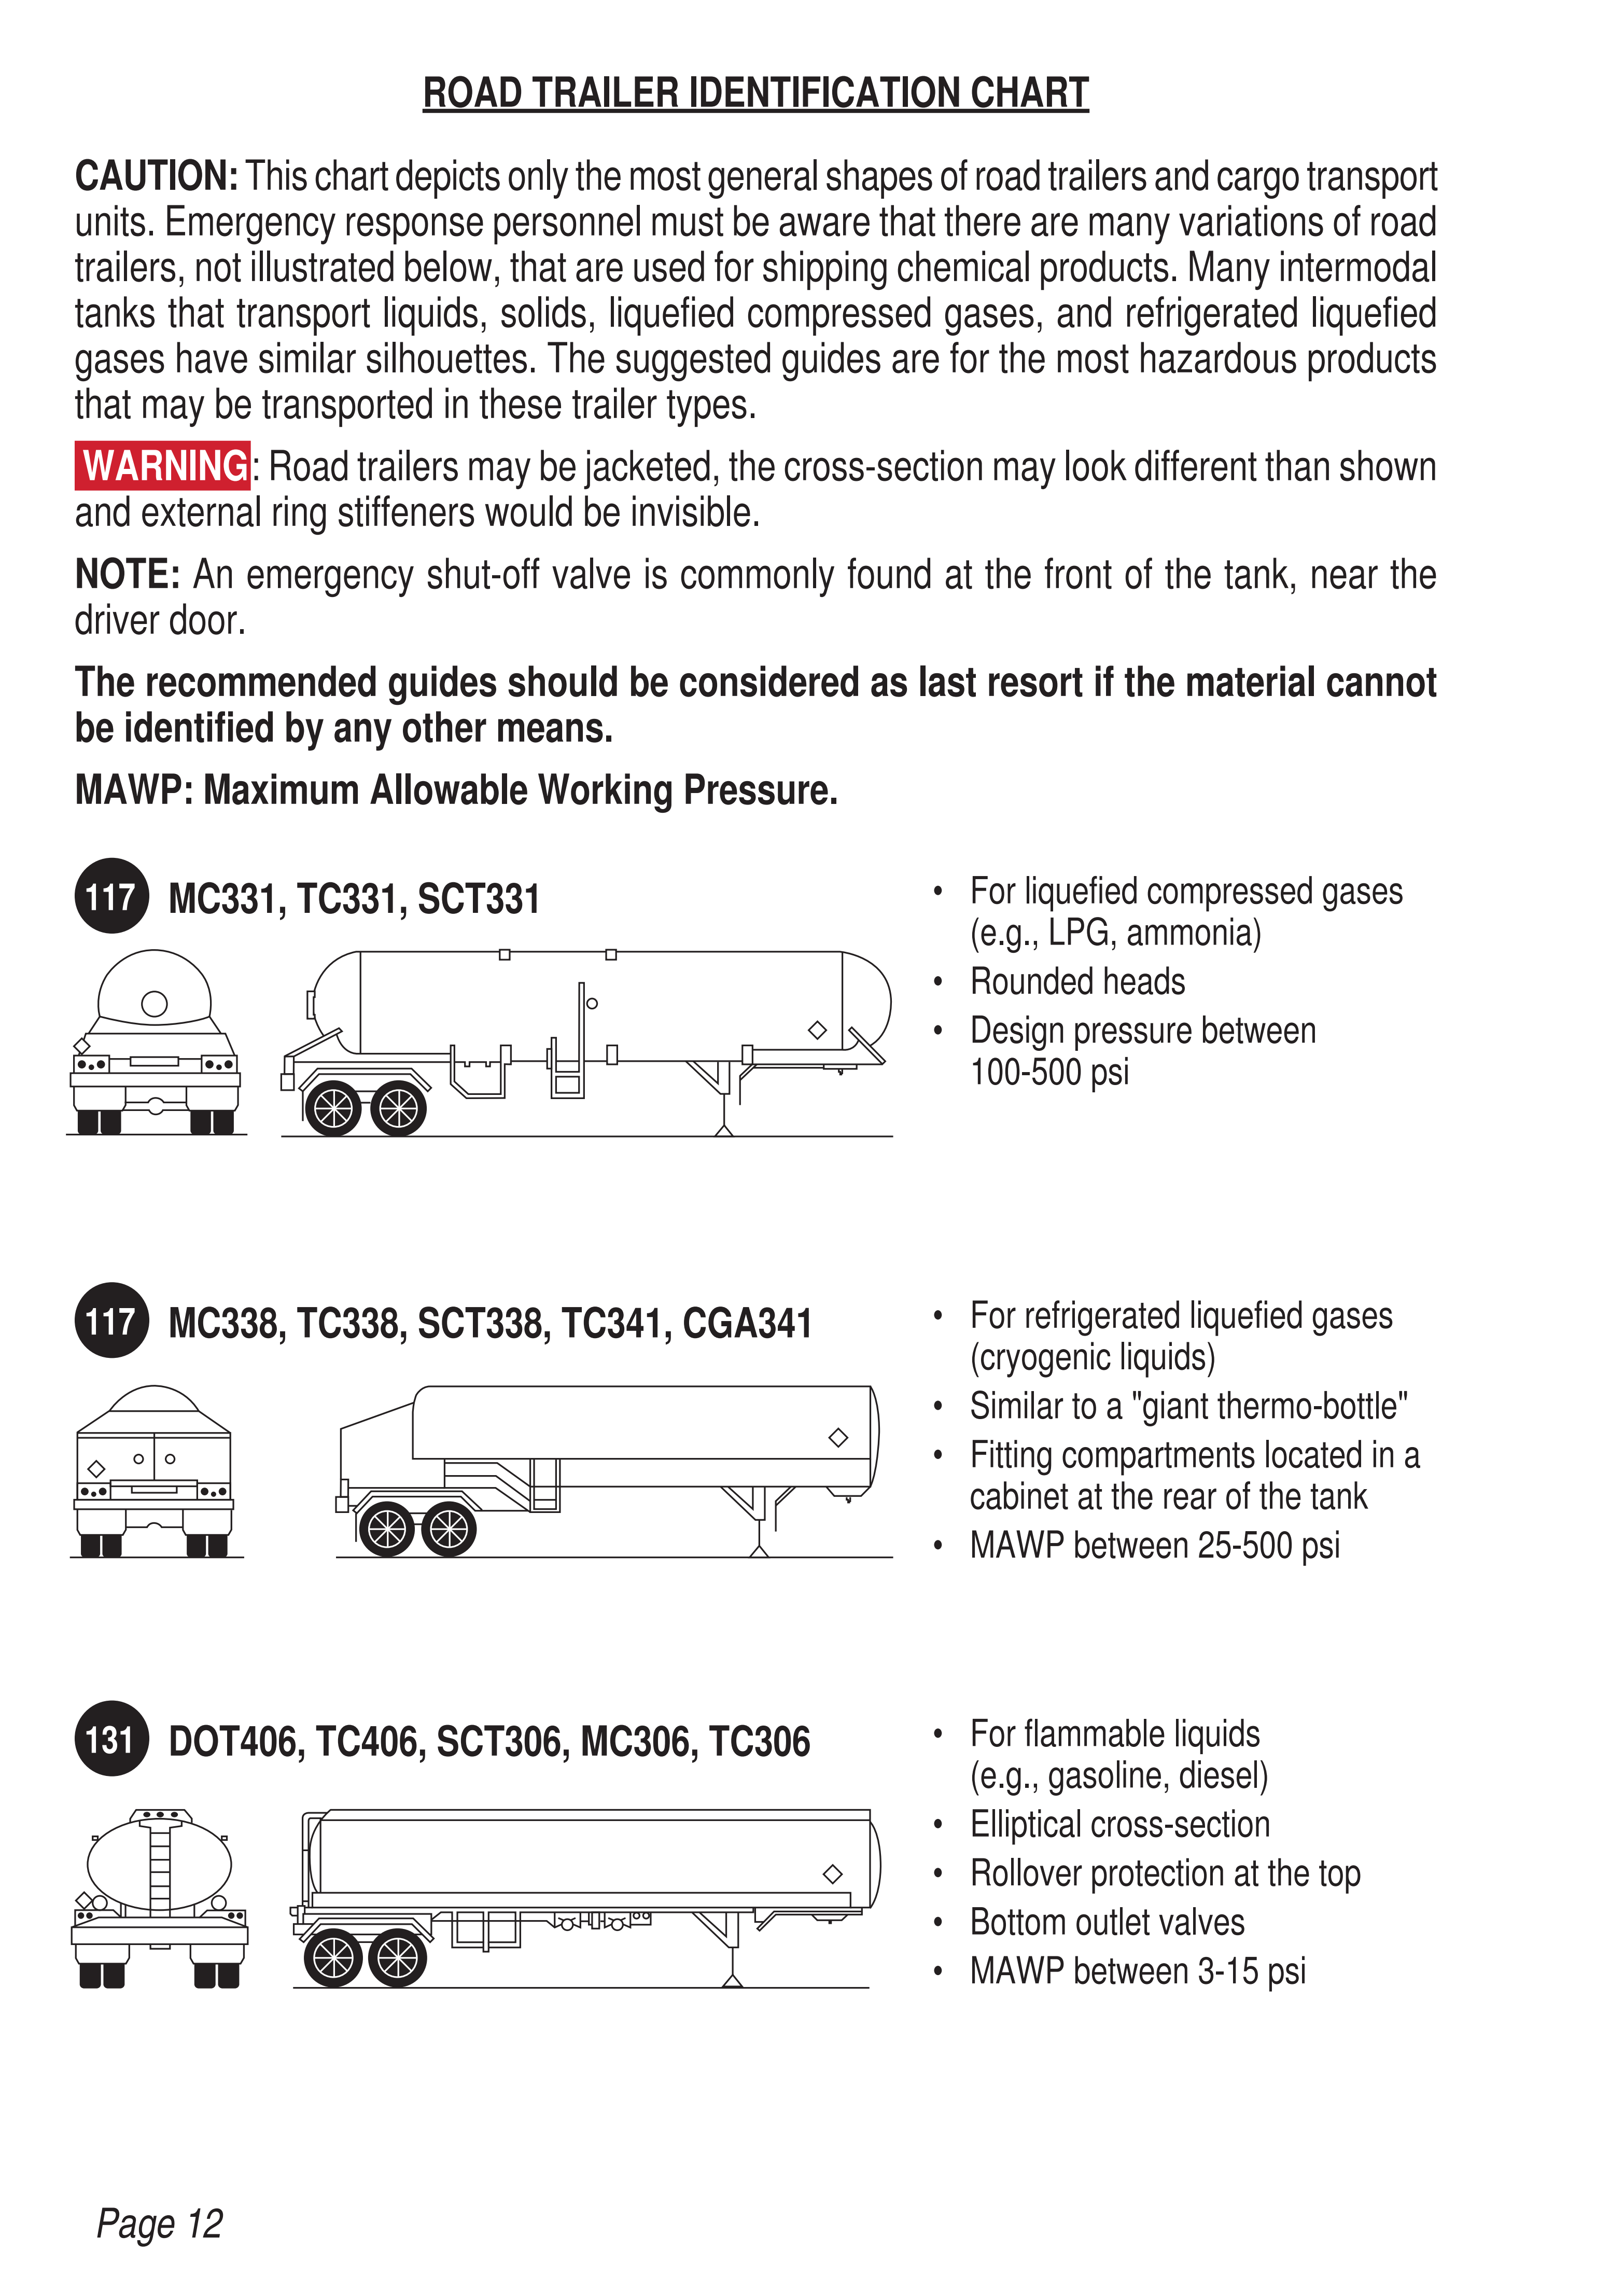 ROAD TRAILER IDENTIFICATION CHART
CAUTION: This chart depicts only the most general shapes of road trailers and cargo transport
units. Emergency response personnel must be aware that there are many variations of road
trailers, not illustrated below, that are used for shipping chemical products. Many intermodal
tanks that transport liquids, solids, liquefied compressed gases, and refrigerated liquefied
gases have similar silhouettes. The suggested guides are for the most hazardous products
that may be transported in these trailer types.
WARNING: Road trailers may be jacketed, the cross-section may look different than shown
and external ring stiffeners would be invisible.
NOTE: An emergency shut-off valve is commonly found at the front of the tank, near the
driver door.
The recommended guides should be considered as last resort if the material cannot
be identified by any other means.
MAWP: Maximum Allowable Working Pressure.
117 MC331, TC331, SCT331
• For liquefied compressed gases
(e.g., LPG, ammonia)
• Rounded heads
• Design pressure between
100-500 psi
117 MC338, TC338, SCT338, TC341, CGA341
• For refrigerated liquefied gases
(cryogenic liquids)
• Similar to a "giant thermo-bottle"
• Fitting compartments located in a
cabinet at the rear of the tank
• MAWP between 25-500 psi
131 DOT406, TC406, SCT306, MC306, TC306
• For flammable liquids
(e.g., gasoline, diesel)
• Elliptical cross-section
• Rollover protection at the top
• Bottom outlet valves
• MAWP between 3-15 psi
Page 12